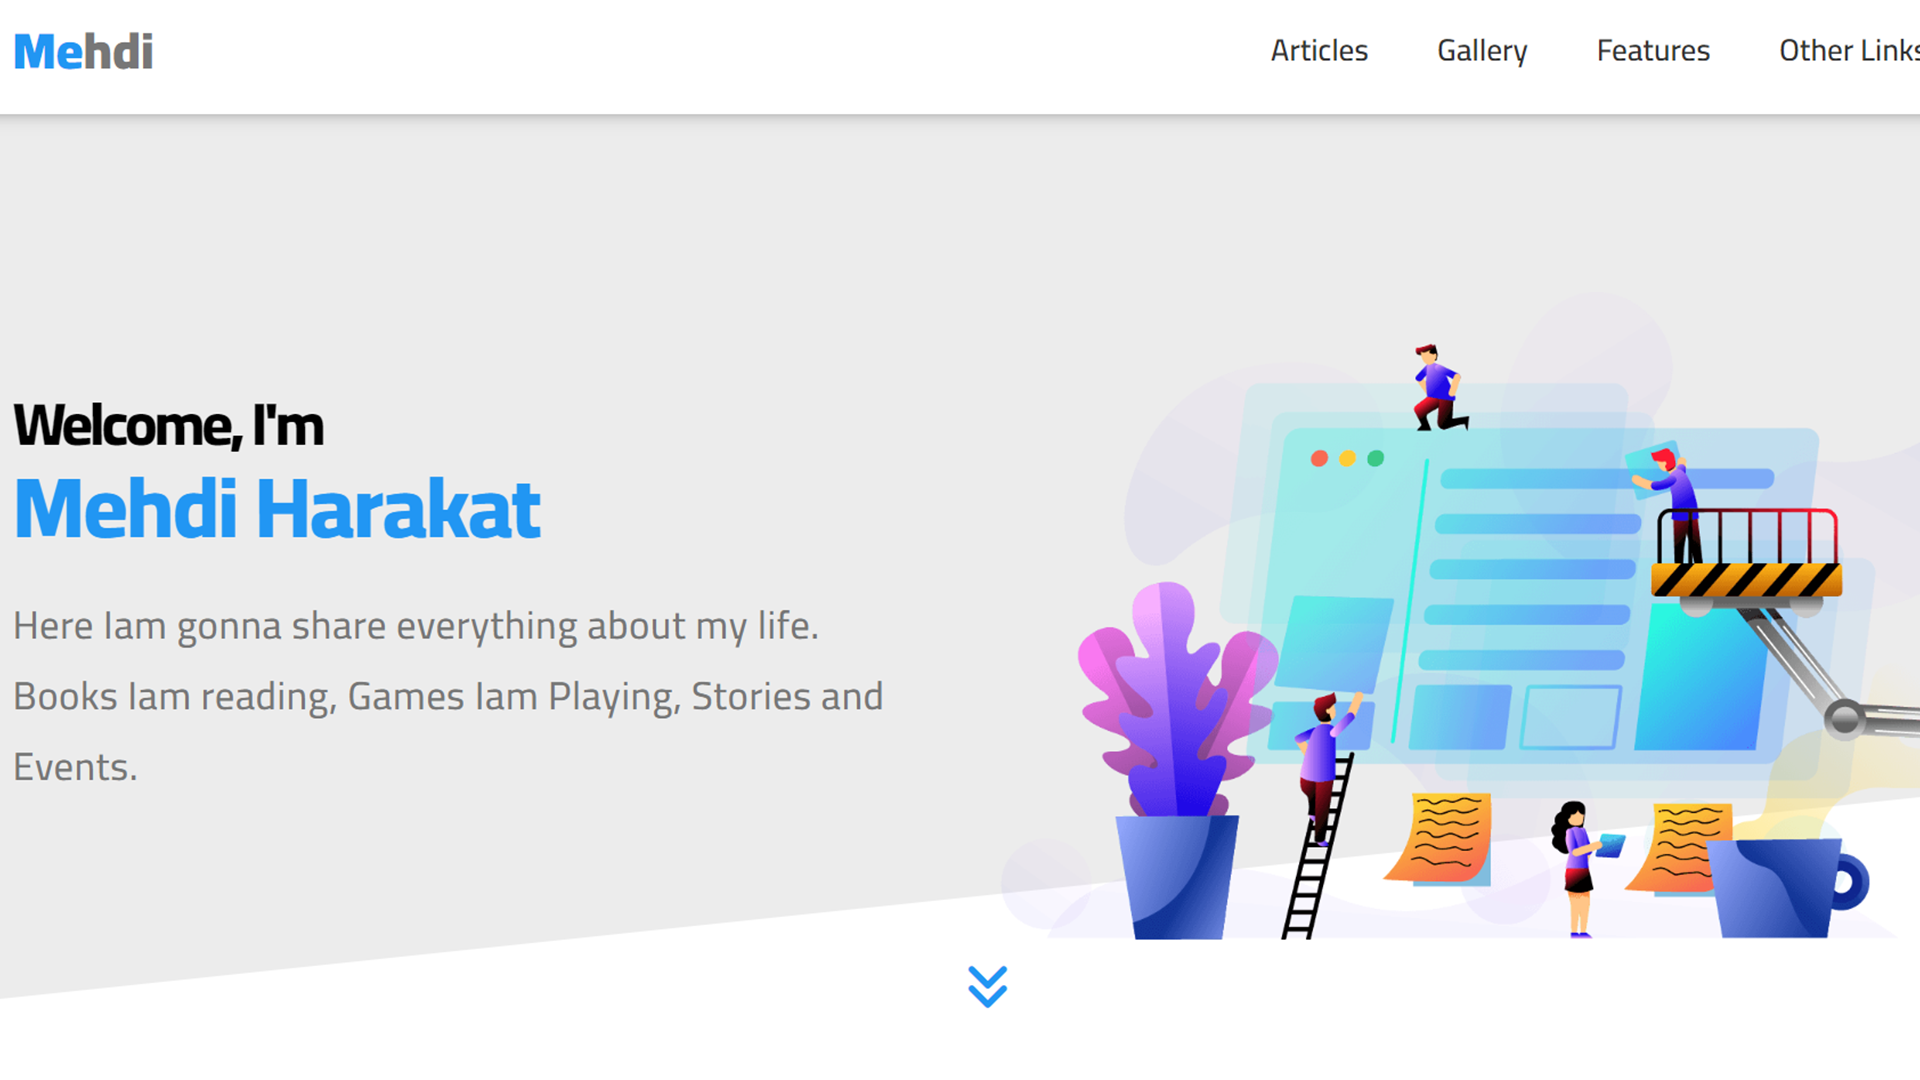 Mehdi
Articles Gallery Features Other Links
Welcome, I'm
Mehdi Harakat
Here Iam gonna share everything about my life.
Books Iam reading, Games Iam Playing, Stories and
Events.